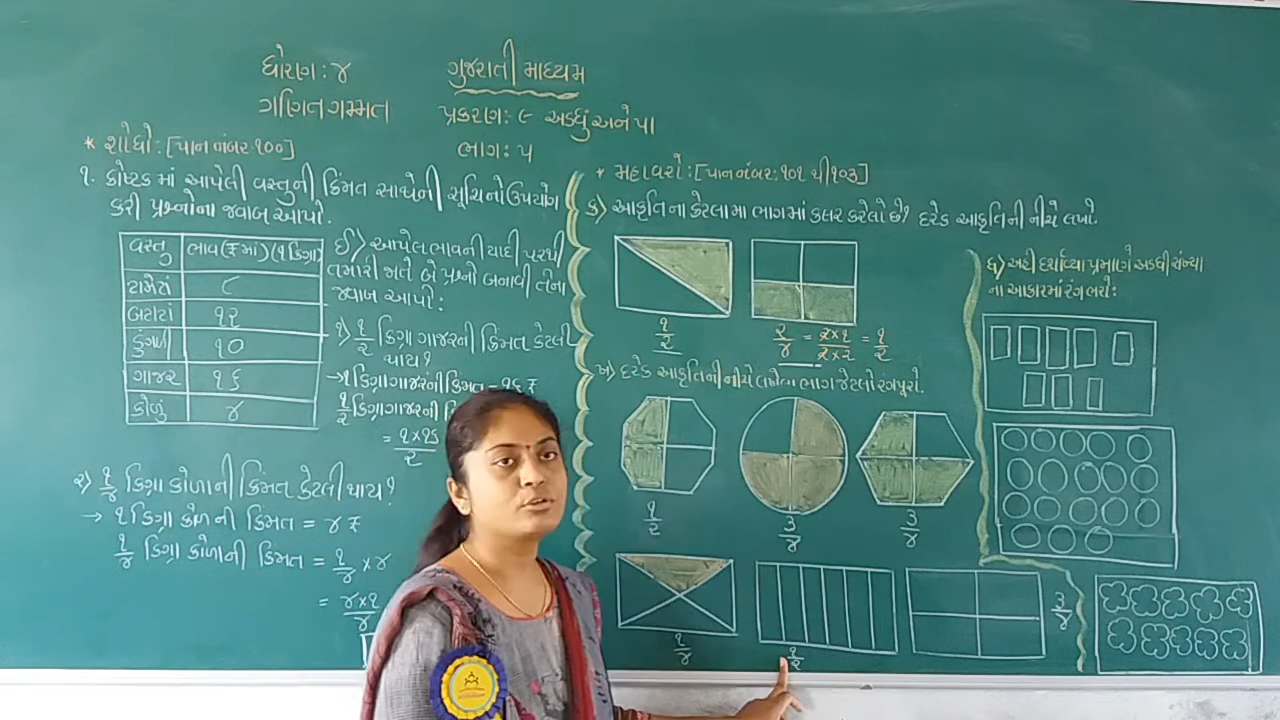 ધોરણ : ૪
ગુજરાતી માધ્યમ
ગણિત ગમ્મત
પ્રકરણ : ૯ અડધું અને પા
ભાગ : ૫
* શોધો : [પાન નંબર ૧૦૦]
૧. કોષ્ટક માં આપેલી વસ્તુની કિંમત સાથેની સૂચિ નો ઉપયોગ
કરી પ્રશ્નોના જવાબ આપો.
વસ્તુ ભાવ (₹ માં) (૧ કિગ્રા)
ટામેટાં ૮
બટાટાં ૧૨
ડુંગળી ૧૦
ગાજર ૧૬
કોળું ૪
ઈ) આપેલ ભાવની યાદી પરથી
તમારી જાતે બે પ્રશ્નો બનાવી તેના
જવાબ આપો :
૧) ૧/૨ કિગ્રા ગાજરની કિંમત કેટલી
થાય ?
→ ૧ કિગ્રા ગાજરની કિંમત = ૧૬ ₹
૧/૨ કિગ્રા ગાજરની
= ૧×૧૬/૨
૨) ૧/૪ કિગ્રા કોળાની કિંમત કેટલી થાય ?
→ ૧ કિગ્રા કોળાની કિંમત = ૪ ₹
૧/૪ કિગ્રા કોળાની કિંમત = ૧/૪ × ૪
= ૪×૧/૪
* મહાવરો : [પાન નંબર : ૧૦૧ થી ૧૦૩]
ક) આકૃતિ ના કેટલામા ભાગમાં કલર કરેલો છે? દરેક આકૃતિની નીચે લખો.
૧/૨
૨/૪ = ૨×૧/૨×૨ = ૧/૨
ખ) દરેક આકૃતિની નીચે લખેલા ભાગ જેટલો રંગ પૂરો.
૧/૨
૩/૪
૩/૪
૧/૪
૧/૨
૩/૪
ઘ) અહીં દર્શાવ્યા પ્રમાણે અડધી સંખ્યા
ના આકારમાં રંગ ભરો :